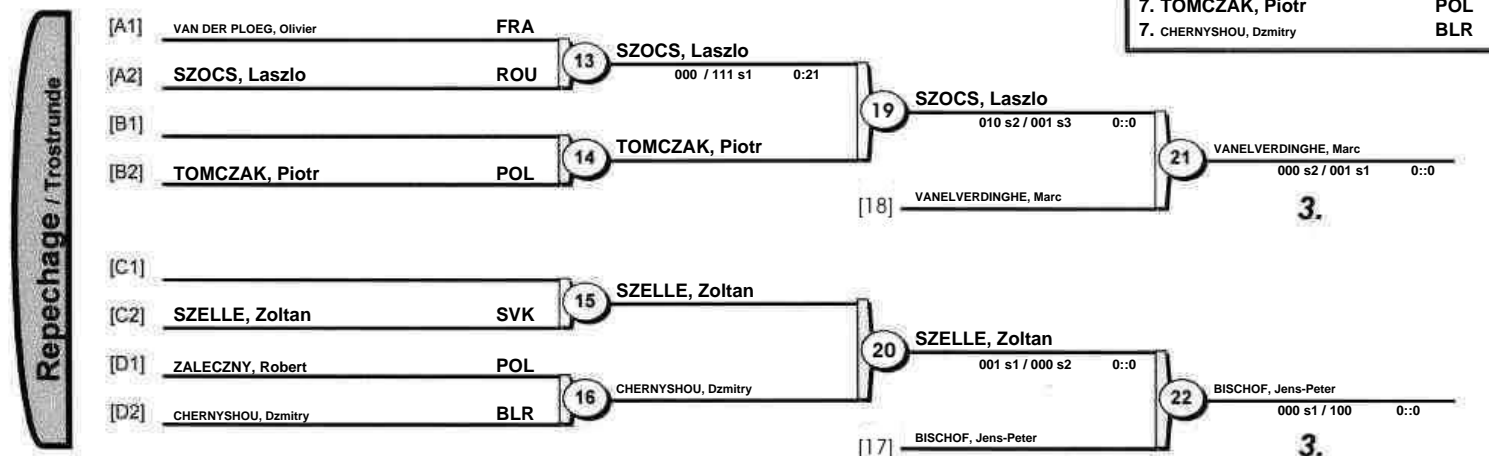 7. TOMCZAK, Piotr POL
7. CHERNYSHOU, Dzmitry BLR
Repechage / Trostrunde
[A1] VAN DER PLOEG, Olivier FRA
13 SZOCS, Laszlo
000 / 111 s1 0:21
[A2] SZOCS, Laszlo ROU
19 SZOCS, Laszlo
010 s2 / 001 s3 0::0
[B1]
14 TOMCZAK, Piotr
[B2] TOMCZAK, Piotr POL
21 VANELVERDINGHE, Marc
000 s2 / 001 s1 0::0
[18] VANELVERDINGHE, Marc
3.
[C1]
15 SZELLE, Zoltan
[C2] SZELLE, Zoltan SVK
20 SZELLE, Zoltan
001 s1 / 000 s2 0::0
[D1] ZALECZNY, Robert POL
16 CHERNYSHOU, Dzmitry
[D2] CHERNYSHOU, Dzmitry BLR
22 BISCHOF, Jens-Peter
000 s1 / 100 0::0
[17] BISCHOF, Jens-Peter
3.